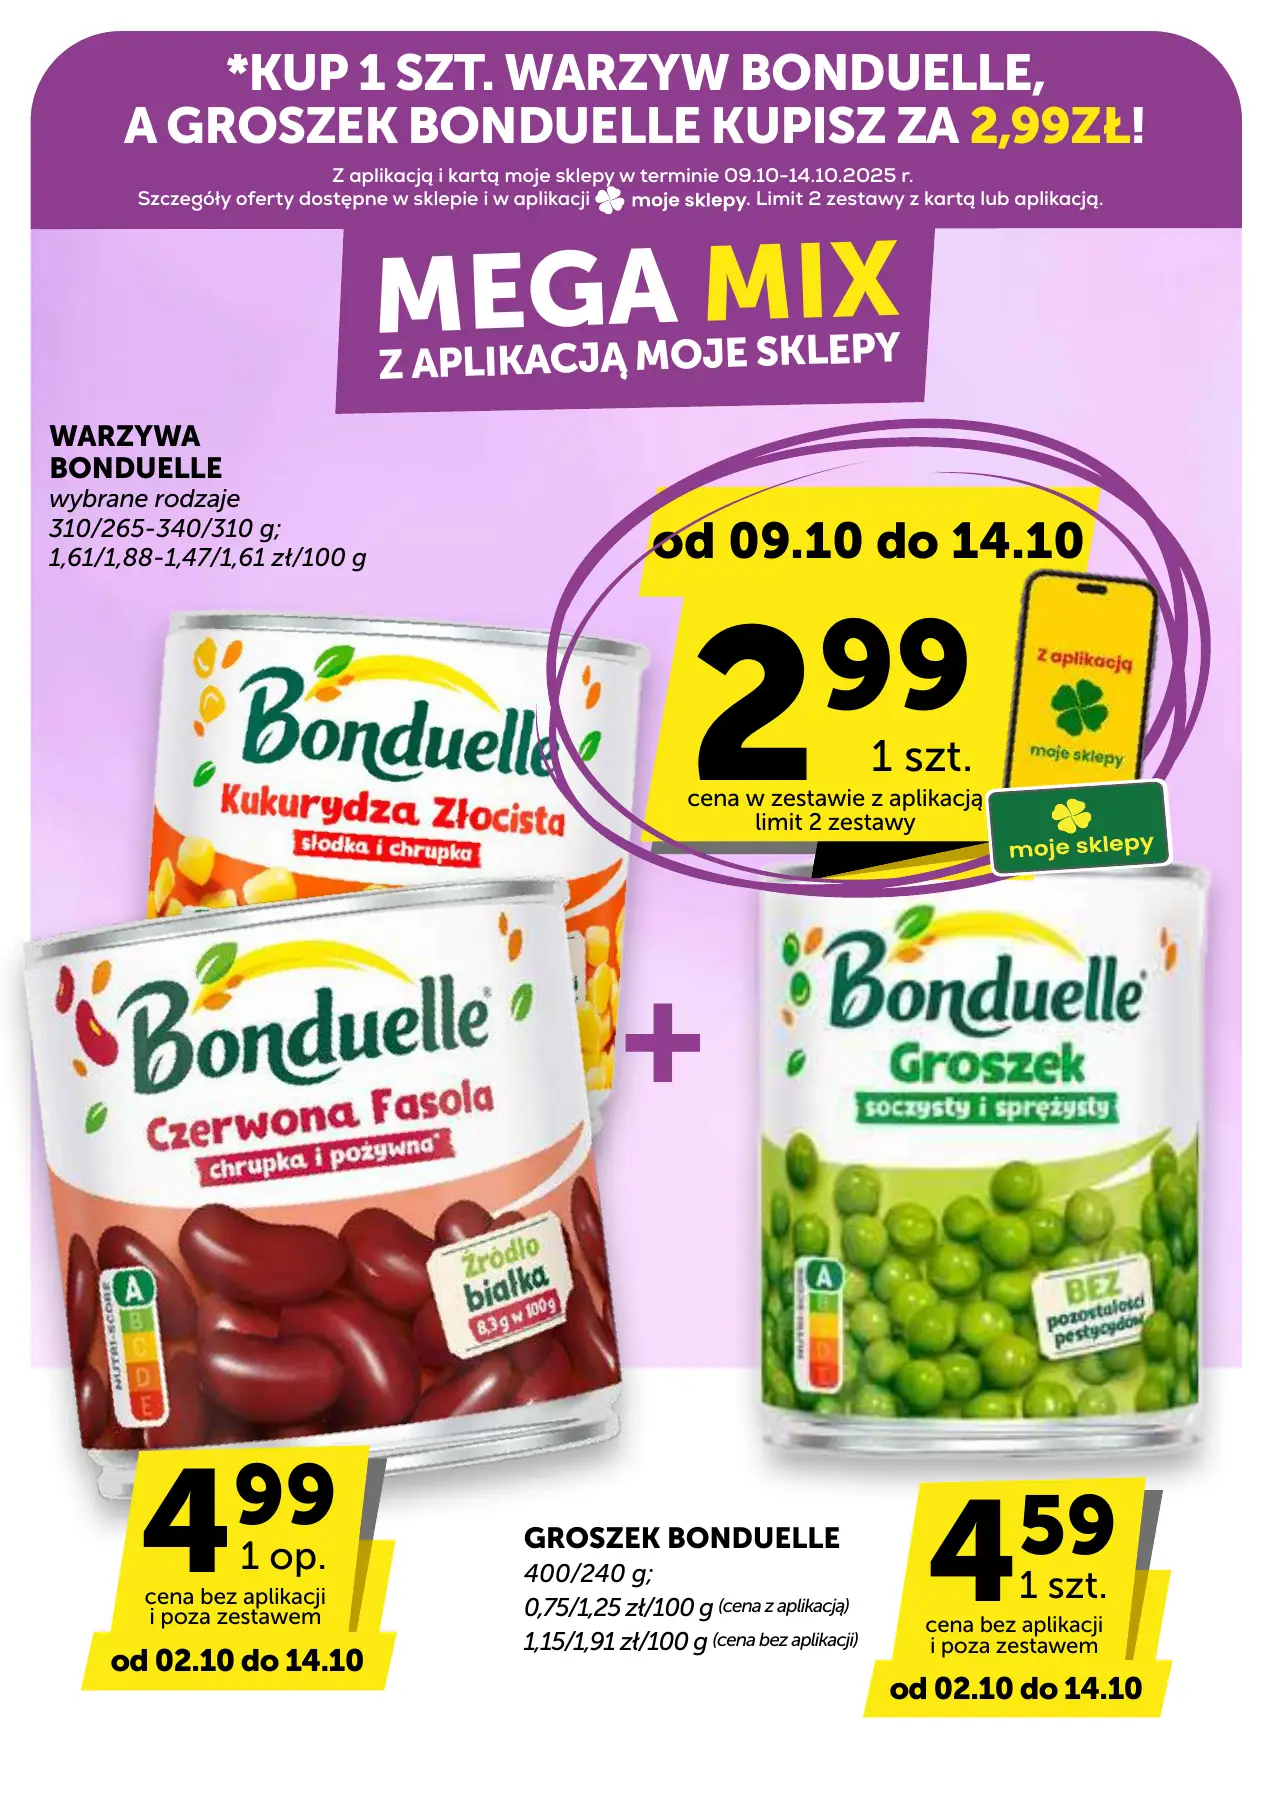 *KUP 1 SZT. WARZYW BONDUELLE,
A GROSZEK BONDUELLE KUPISZ ZA 2,99ZŁ!
Z aplikacją i kartą moje sklepy w terminie 09.10-14.10.2025 r.
Szczegóły oferty dostępne w sklepie i w aplikacji moje sklepy. Limit 2 zestawy z kartą lub aplikacją.
MEGA MIX
Z APLIKACJĄ MOJE SKLEPY
WARZYWA
BONDUELLE
wybrane rodzaje
310/265-340/310 g;
1,61/1,88-1,47/1,61 zł/100 g
od 09.10 do 14.10
2 99
1 szt.
cena w zestawie z aplikacją
limit 2 zestawy
Z aplikacją
moje sklepy
moje sklepy
Bonduelle
Kukurydza Złocista
słodka i chrupka
Bonduelle
Czerwona Fasola
chrupka i pożywna*
Źródło
białka
8,3 g w 100g
NUTRI-SCORE
A
B
C
D
E
+
Bonduelle
Groszek
soczysty i sprężysty
BEZ
pozostałości
pestycydów
A
4 99
1 op.
cena bez aplikacji
i poza zestawem
od 02.10 do 14.10
GROSZEK BONDUELLE
400/240 g;
0,75/1,25 zł/100 g (cena z aplikacją)
1,15/1,91 zł/100 g (cena bez aplikacji)
4 59
1 szt.
cena bez aplikacji
i poza zestawem
od 02.10 do 14.10